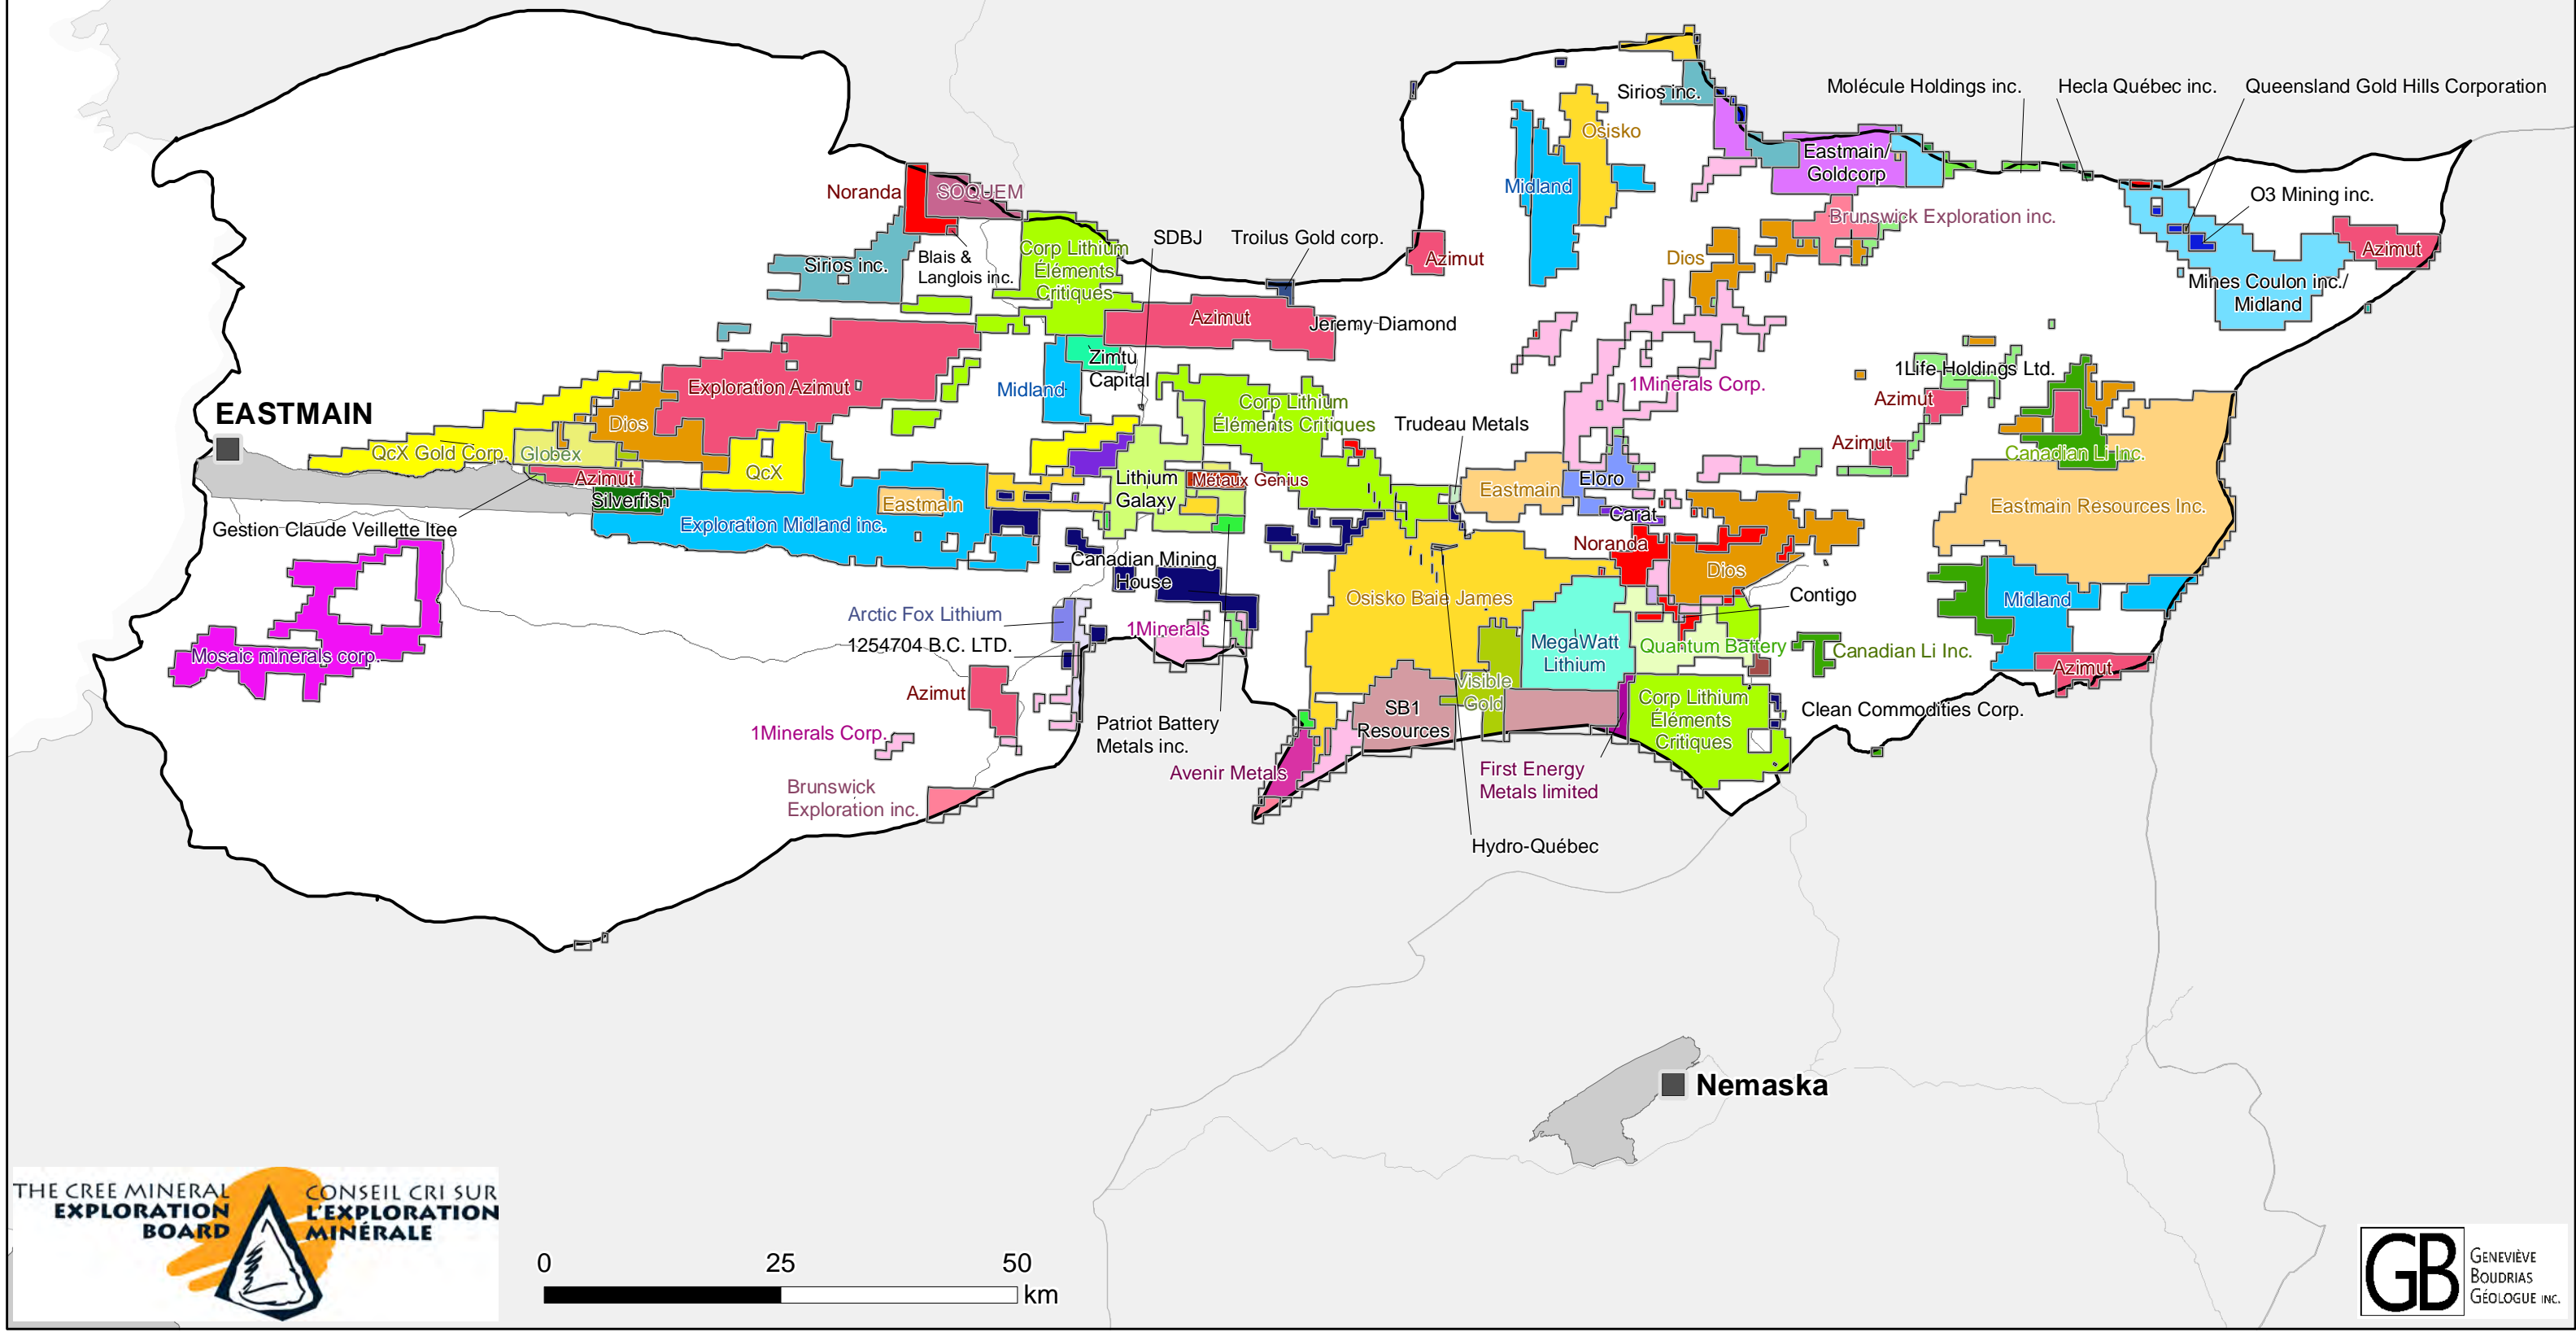 Molécule Holdings inc.
Hecla Québec inc.
Queensland Gold Hills Corporation
Sirios inc.
Osisko
Eastmain/
Goldcorp
Midland
Noranda
SOQUEM
O3 Mining inc.
Brunswick Exploration inc.
Azimut
SDBJ
Troilus Gold corp.
Azimut
Dios
Sirios inc.
Blais &
Langlois inc.
Corp Lithium
Éléments
Critiques
Mines Coulon inc./
Midland
Azimut
Jeremy Diamond
Zimtu
Capital
Midland
Exploration Azimut
1Minerals Corp.
1Life Holdings Ltd.
Azimut
EASTMAIN
Dios
Corp Lithium
Éléments Critiques
Trudeau Metals
Azimut
QcX Gold Corp.
Globex
Canadian Li Inc.
Azimut
QcX
Lithium
Galaxy
Métaux Genius
Eastmain
Eloro
Silverfish
Eastmain
Eastmain Resources Inc.
Carat
Gestion Claude Veillette Itee
Exploration Midland inc.
Noranda
Canadian Mining
House
Dios
Osisko Baie James
Contigo
Midland
Arctic Fox Lithium
1254704 B.C. LTD.
1Minerals
MegaWatt
Lithium
Quantum Battery
Canadian Li Inc.
Mosaic minerals corp.
Azimut
Azimut
Visible
Gold
SB1
Resources
Corp Lithium
Éléments
Critiques
Clean Commodities Corp.
Patriot Battery
Metals inc.
1Minerals Corp.
Avenir Metals
First Energy
Metals limited
Brunswick
Exploration inc.
Hydro-Québec
Nemaska
THE CREE MINERAL
EXPLORATION
BOARD
CONSEIL CRI SUR
L'EXPLORATION
MINÉRALE
0 25 50
km
GB
GENEVIÈVE
BOUDRIAS
GÉOLOGUE INC.